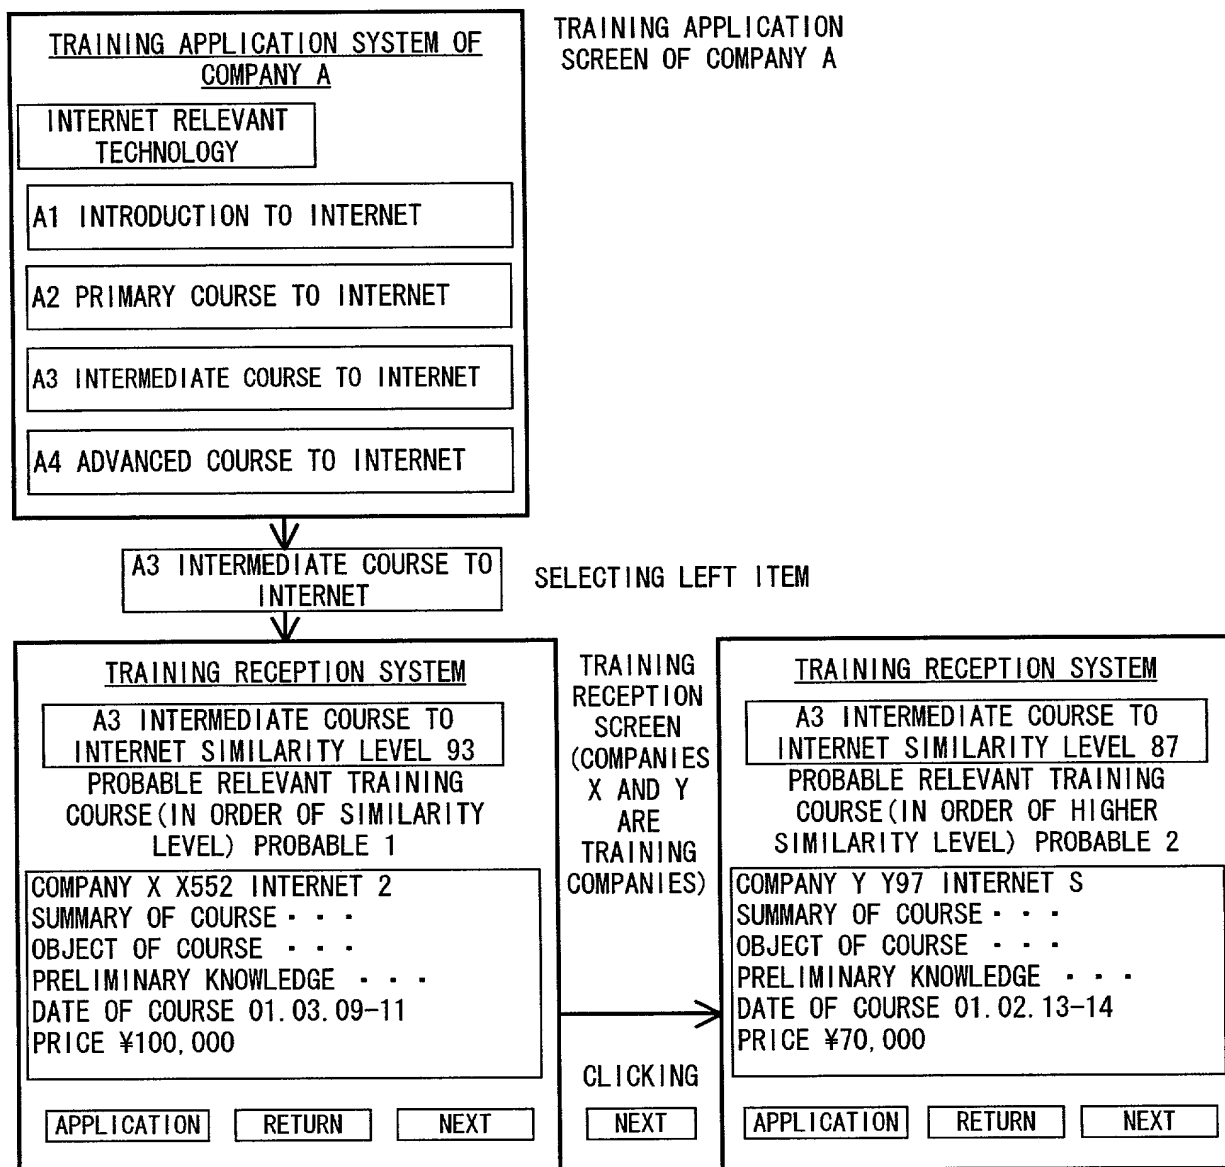 TRAINING APPLICATION SYSTEM OF
COMPANY A
TRAINING APPLICATION
SCREEN OF COMPANY A
INTERNET RELEVANT
TECHNOLOGY
A1 INTRODUCTION TO INTERNET
A2 PRIMARY COURSE TO INTERNET
A3 INTERMEDIATE COURSE TO INTERNET
A4 ADVANCED COURSE TO INTERNET
A3 INTERMEDIATE COURSE TO
INTERNET
SELECTING LEFT ITEM
TRAINING RECEPTION SYSTEM
A3 INTERMEDIATE COURSE TO
INTERNET SIMILARITY LEVEL 93
PROBABLE RELEVANT TRAINING
COURSE(IN ORDER OF SIMILARITY
LEVEL) PROBABLE 1
COMPANY X X552 INTERNET 2
SUMMARY OF COURSE・・・
OBJECT OF COURSE ・・・
PRELIMINARY KNOWLEDGE ・・・
DATE OF COURSE 01.03.09-11
PRICE ¥100,000
APPLICATION
RETURN
NEXT
TRAINING
RECEPTION
SCREEN
(COMPANIES
X AND Y
ARE
TRAINING
COMPANIES)
CLICKING
NEXT
TRAINING RECEPTION SYSTEM
A3 INTERMEDIATE COURSE TO
INTERNET SIMILARITY LEVEL 87
PROBABLE RELEVANT TRAINING
COURSE(IN ORDER OF HIGHER
SIMILARITY LEVEL) PROBABLE 2
COMPANY Y Y97 INTERNET S
SUMMARY OF COURSE・・・
OBJECT OF COURSE ・・・
PRELIMINARY KNOWLEDGE ・・・
DATE OF COURSE 01.02.13-14
PRICE ¥70,000
APPLICATION
RETURN
NEXT